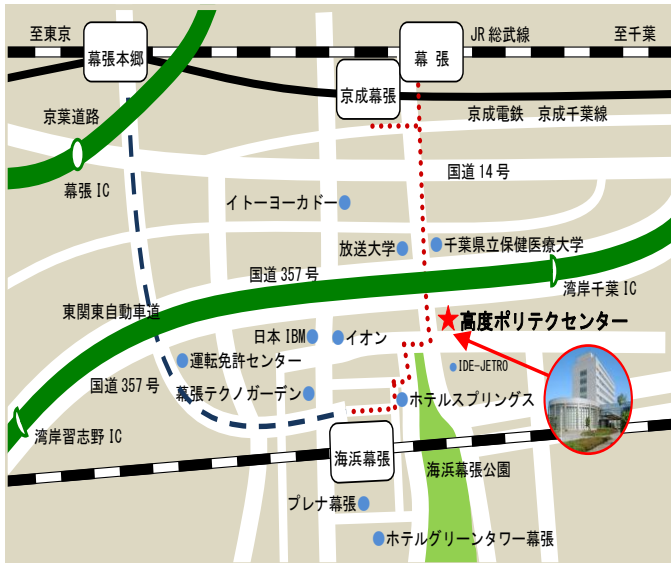 至東京
JR 総武線
至千葉
幕張本郷
幕 張
京成幕張
京葉道路
京成電鉄 京成千葉線
幕張 IC
国道 14 号
イトーヨーカドー
放送大学
千葉県立保健医療大学
国道 357 号
湾岸千葉 IC
東関東自動車道
高度ポリテクセンター
日本 IBM
イオン
運転免許センター
IDE-JETRO
国道 357 号
幕張テクノガーデン
ホテルスプリングス
湾岸習志野 IC
海浜幕張
海浜幕張公園
プレナ幕張
ホテルグリーンタワー幕張